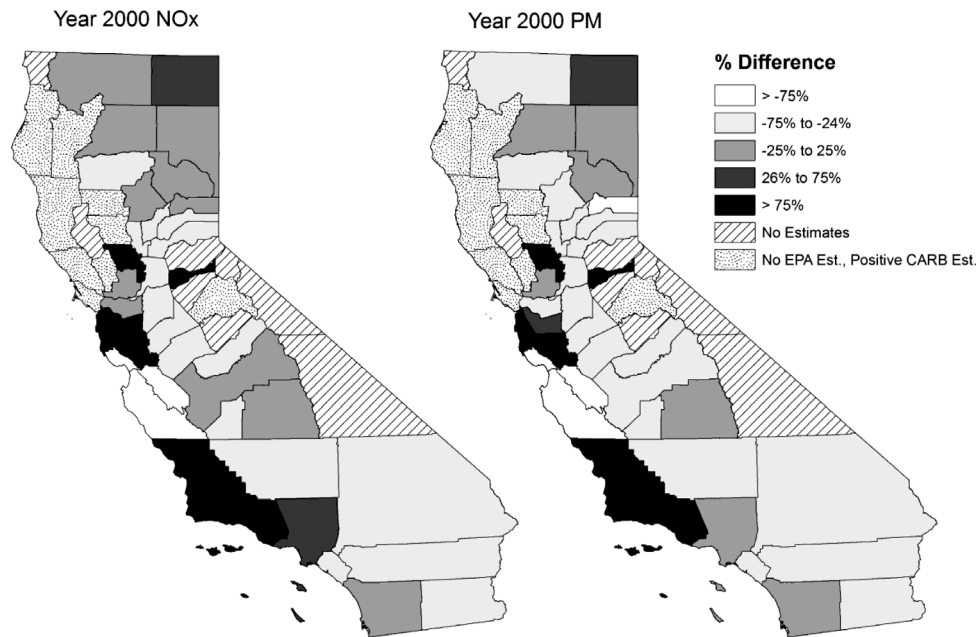 Year 2000 NOx
Year 2000 PM
% Difference
> -75%
-75% to -24%
-25% to 25%
26% to 75%
> 75%
No Estimates
No EPA Est., Positive CARB Est.